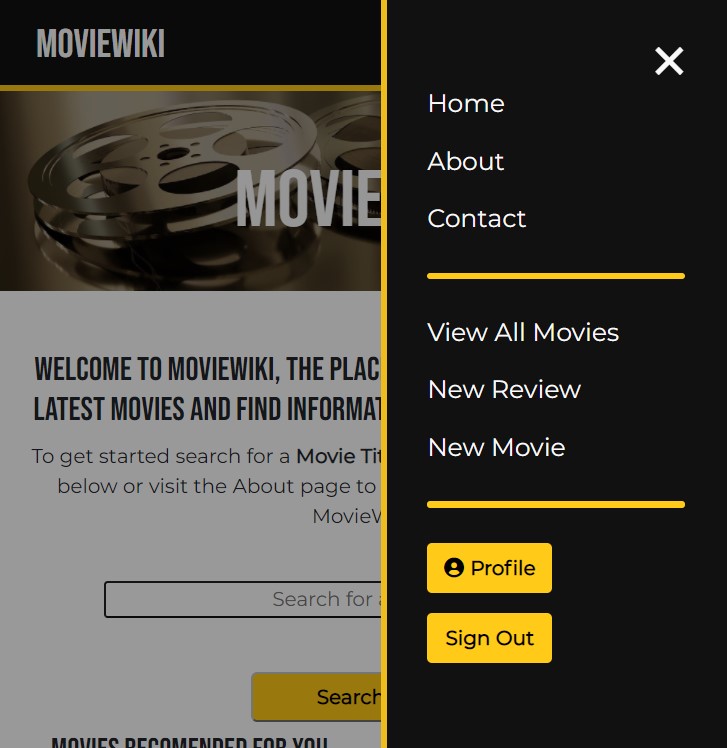 MOVIEWIKI
MOVIE
WELCOME TO MOVIEWIKI, THE PLAC
LATEST MOVIES AND FIND INFORMAT
To get started search for a Movie Tit
below or visit the About page to
MovieW
Search for a
Search
MOVIES RECOMENDED FOR YOU
Home
About
Contact
View All Movies
New Review
New Movie
Profile
Sign Out